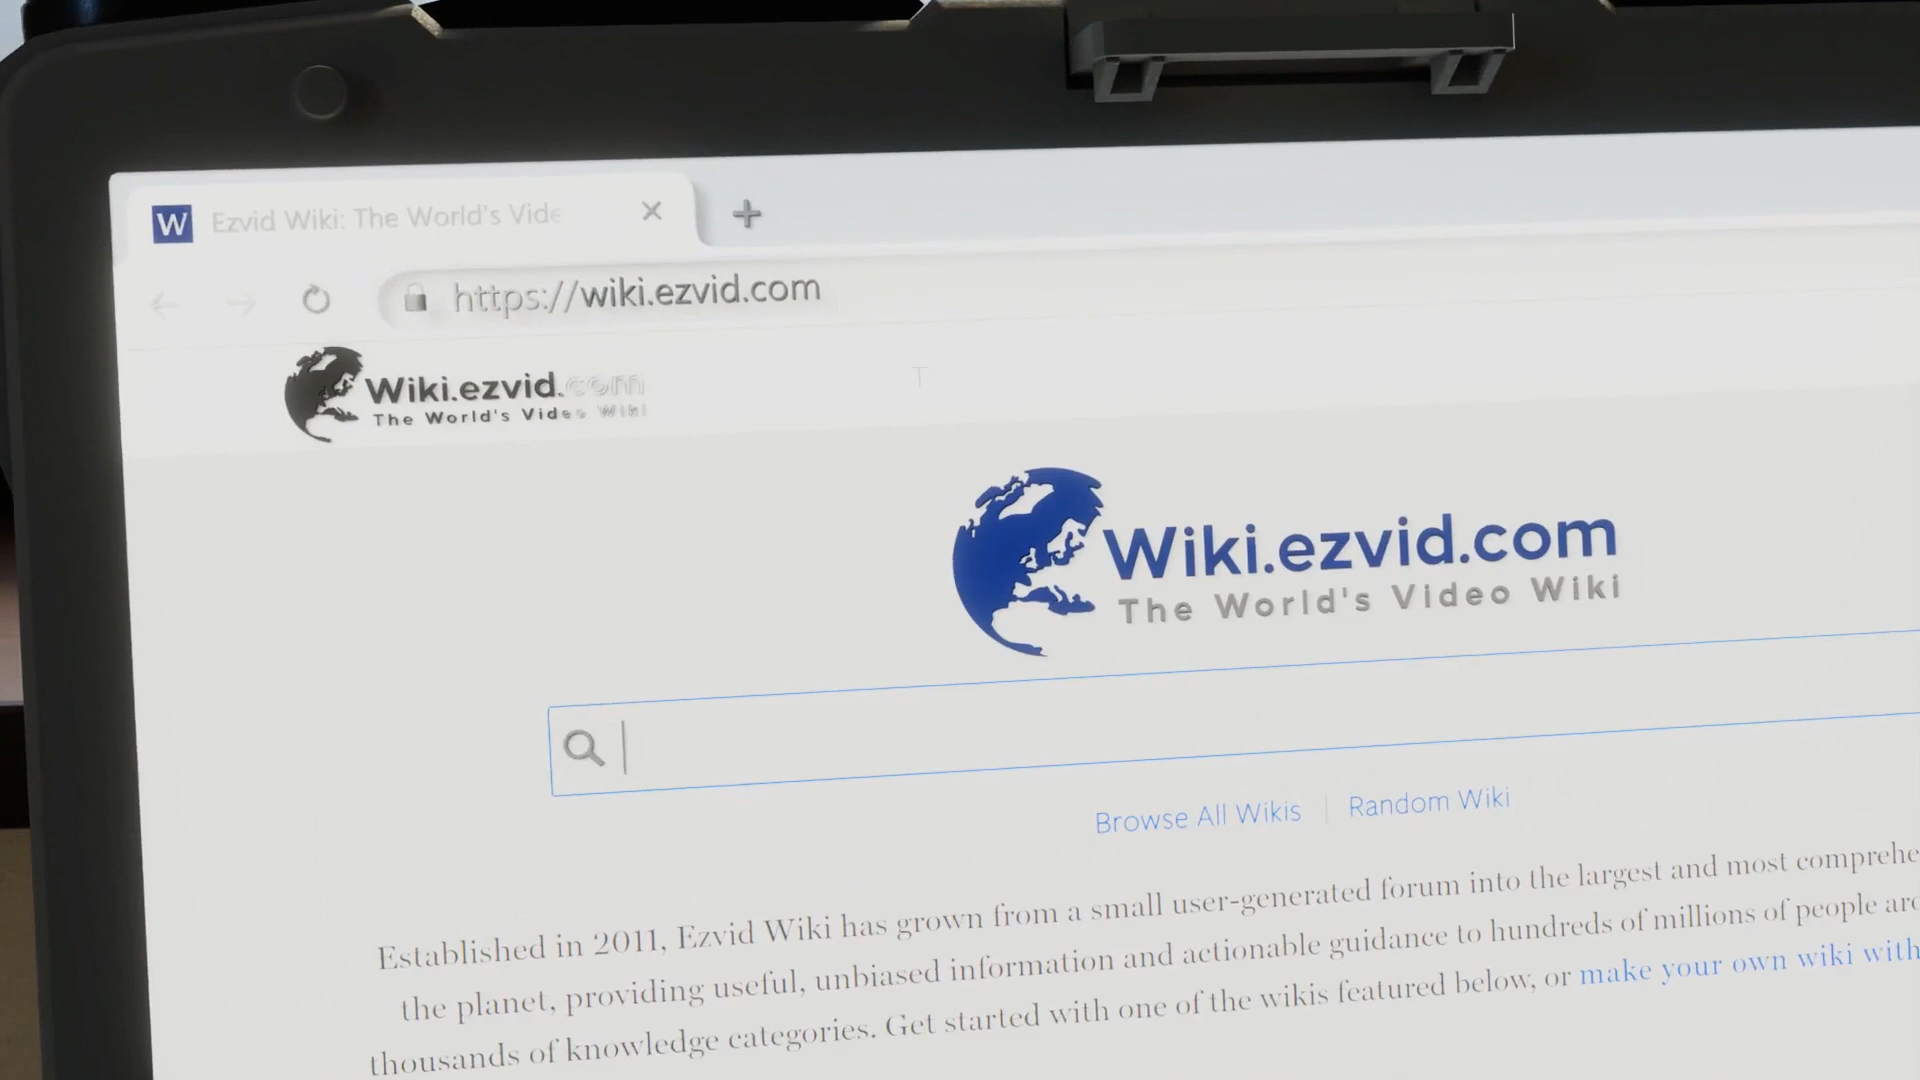 W Ezvid Wiki: The World's Vide
https://wiki.ezvid.com
Wiki.ezvid.com
The World's Video Wiki
T
Wiki.ezvid.com
The World's Video Wiki
Browse All Wikis | Random Wiki
Established in 2011, Ezvid Wiki has grown from a small user-generated forum into the largest and most comprehe
the planet, providing useful, unbiased information and actionable guidance to hundreds of millions of people aro
thousands of knowledge categories. Get started with one of the wikis featured below, or make your own wiki with